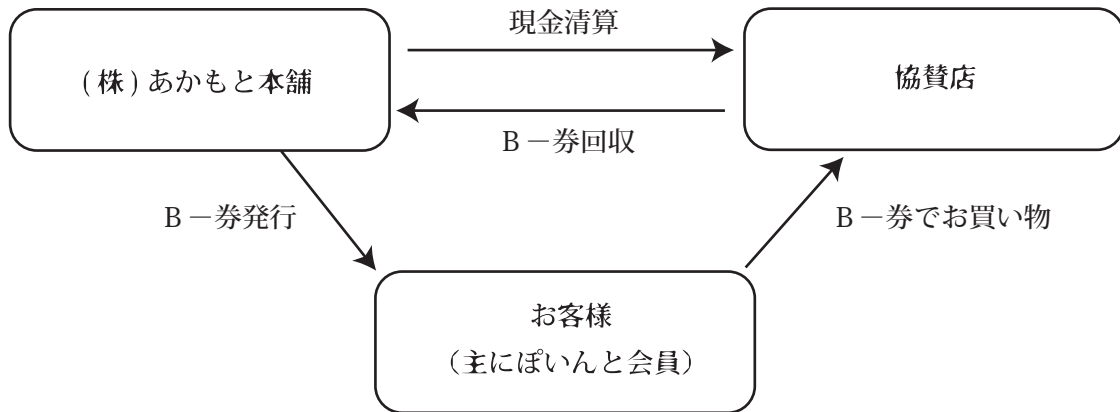 現金清算
(株)あかもと本舗
協賛店
B－券回収
B－券発行
B－券でお買い物
お客様
（主にぽいんと会員）